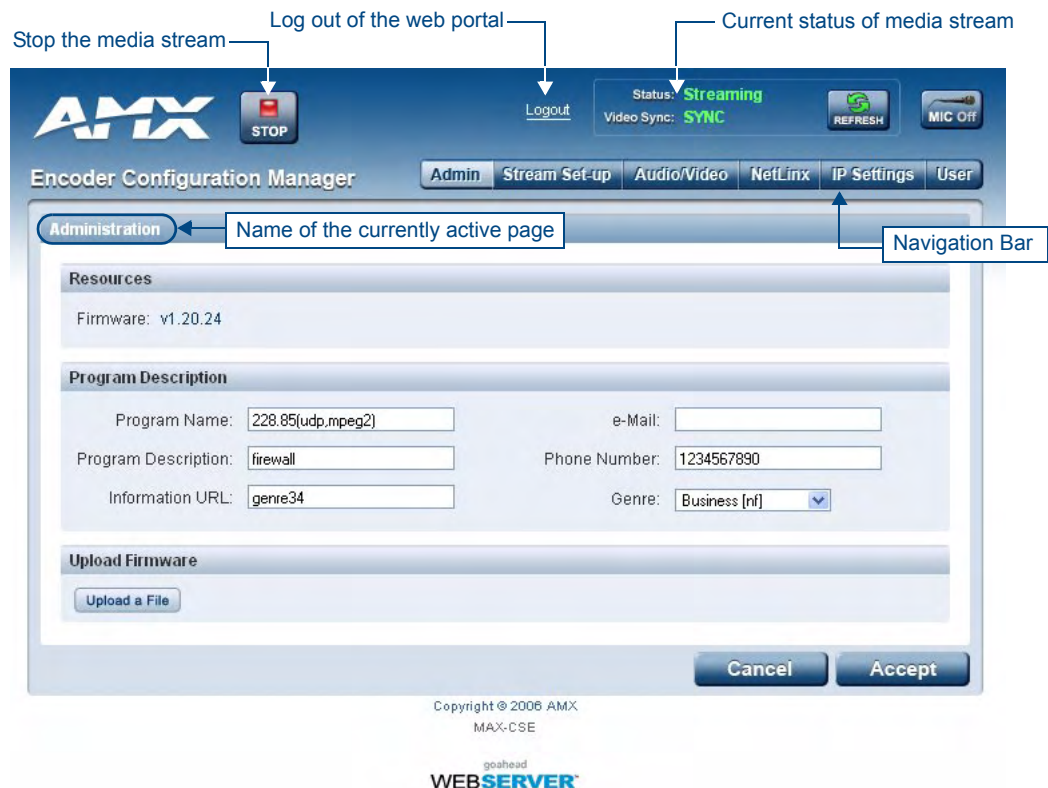 Log out of the web portal
Current status of media stream
Stop the media stream
AMX
STOP
Logout
Status: Streaming
Video Sync: SYNC
REFRESH
MIC Off
Encoder Configuration Manager
Admin Stream Set-up Audio/Video NetLinx IP Settings User
Administration
Name of the currently active page
Navigation Bar
Resources
Firmware: v1.20.24
Program Description
Program Name: 228.85(udp,mpeg2)
e-Mail:
Program Description: firewall
Phone Number: 1234567890
Information URL: genre34
Genre: Business [nf]
Upload Firmware
Upload a File
Cancel Accept
Copyright © 2006 AMX
MAX-CSE
goahead
WEBSERVER™